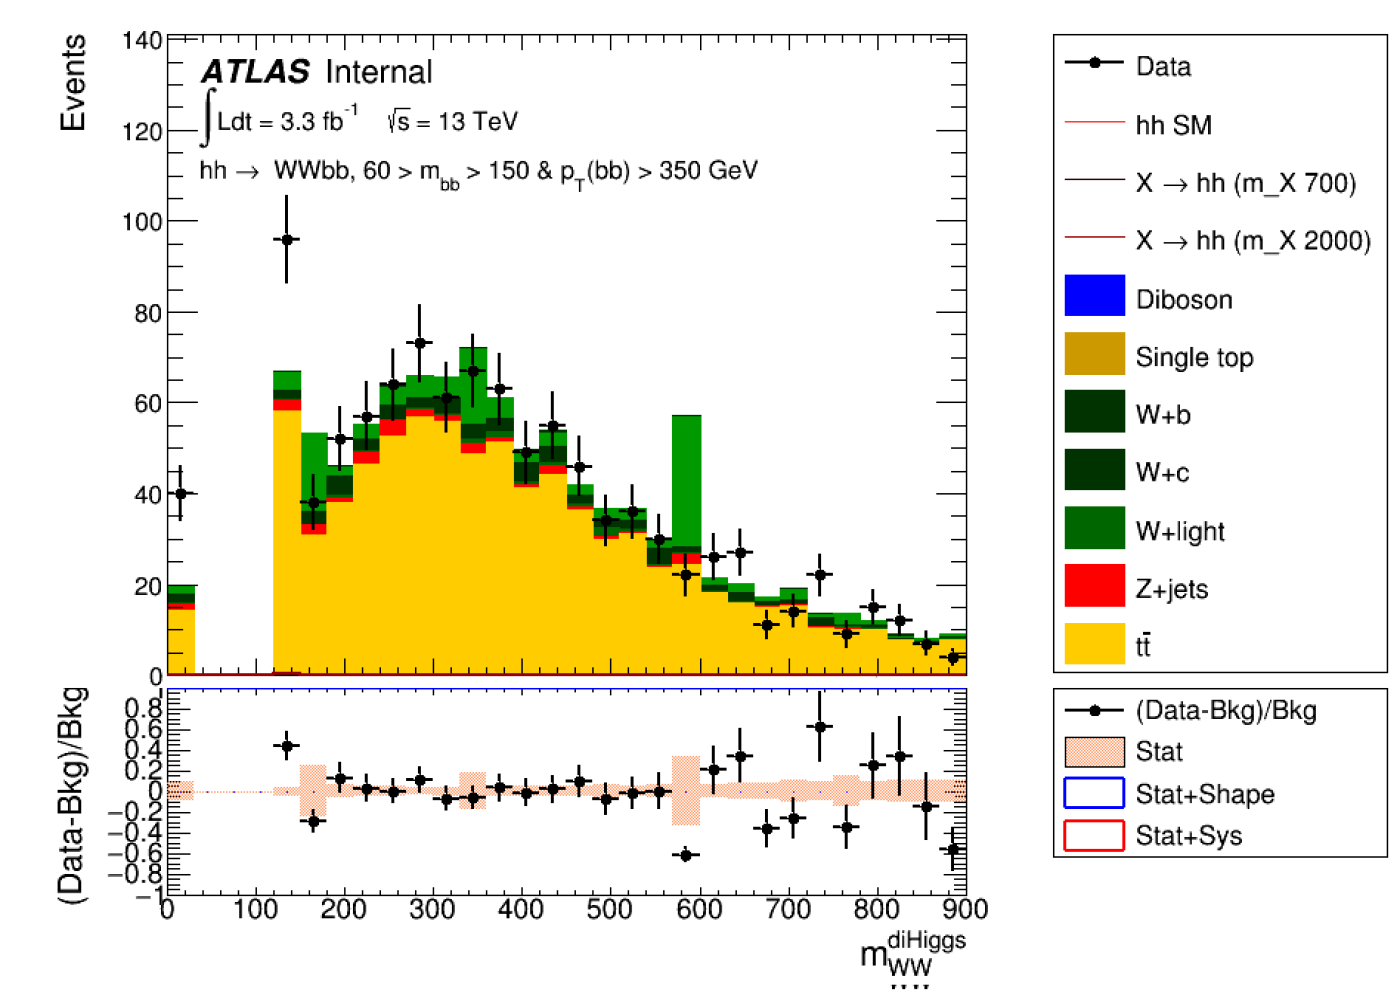 Events
140
120
100
80
60
40
20
0
ATLAS Internal
∫Ldt = 3.3 fb⁻¹ √s = 13 TeV
hh → WWbb, 60 > m_bb > 150 & p_T(bb) > 350 GeV
Data
hh SM
X → hh (m_X 700)
X → hh (m_X 2000)
Diboson
Single top
W+b
W+c
W+light
Z+jets
tt̄
(Data-Bkg)/Bkg
0.8
0.6
0.4
0.2
0
−0.2
−0.4
−0.6
−0.8
−1
0 100 200 300 400 500 600 700 800 900
m_WW^diHiggs
(Data-Bkg)/Bkg
Stat
Stat+Shape
Stat+Sys